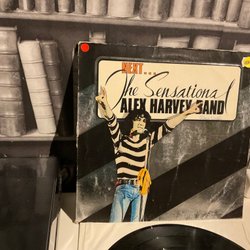 NEXT...
The Sensational
ALEX HARVEY BAND